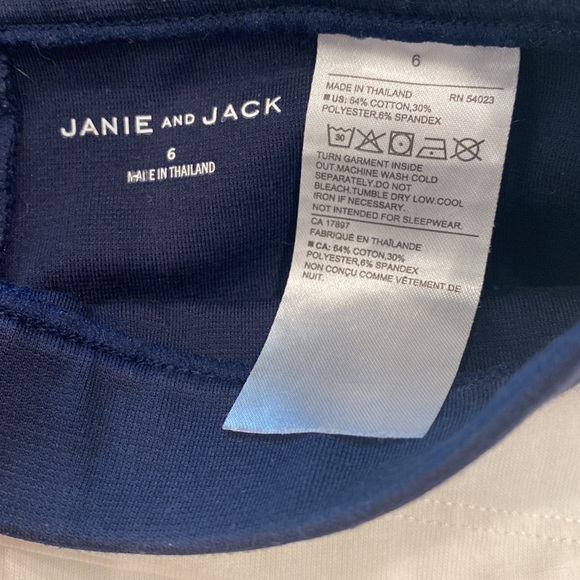 JANIE AND JACK
6
MADE IN THAILAND
6
MADE IN THAILAND RN 54023
US: 64% COTTON,30%
POLYESTER,6% SPANDEX
30
TURN GARMENT INSIDE
OUT.MACHINE WASH COLD
SEPARATELY.DO NOT
BLEACH.TUMBLE DRY LOW.COOL
IRON IF NECESSARY.
NOT INTENDED FOR SLEEPWEAR.
CA 17897
FABRIQUÉ EN THAÏLANDE
CA: 64% COTTON,30%
POLYESTER,6% SPANDEX
NON CONÇU COMME VÊTEMENT DE
NUIT.